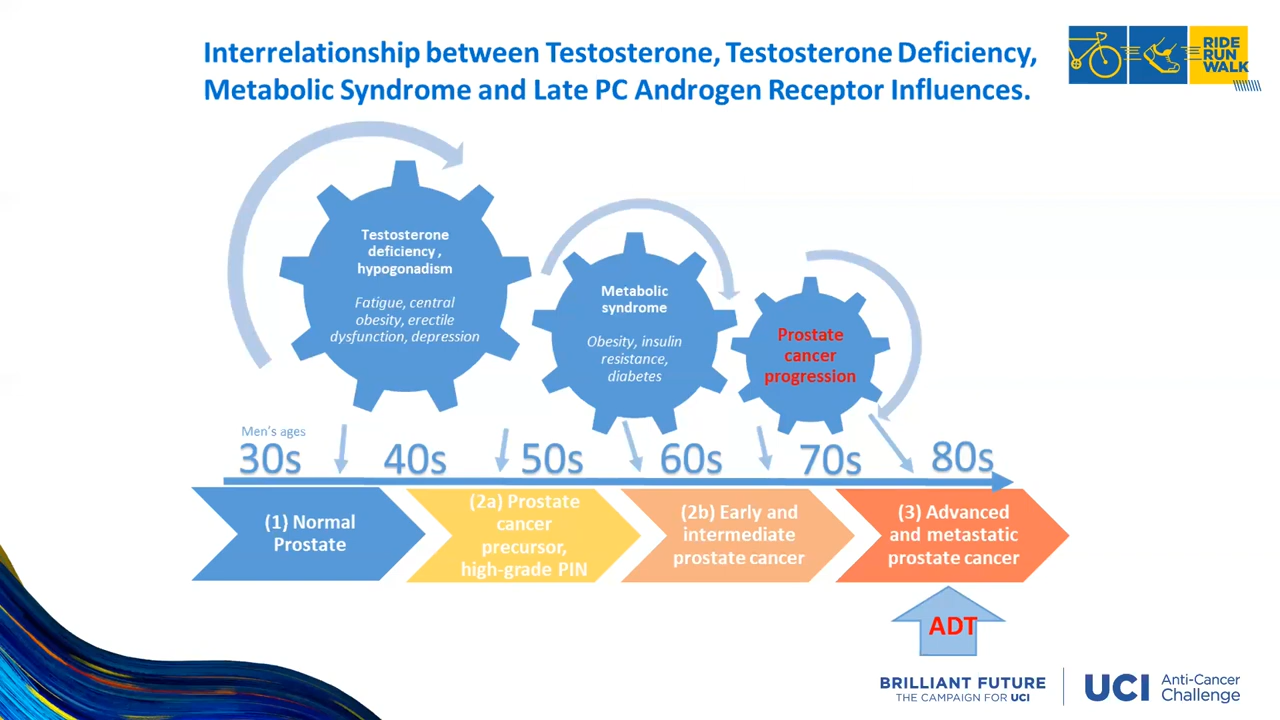 Interrelationship between Testosterone, Testosterone Deficiency,
Metabolic Syndrome and Late PC Androgen Receptor Influences.
RIDE
RUN
WALK
Testosterone
deficiency ,
hypogonadism
Fatigue, central
obesity, erectile
dysfunction, depression
Metabolic
syndrome
Obesity, insulin
resistance,
diabetes
Prostate
cancer
progression
Men's ages
30s 40s 50s 60s 70s 80s
(1) Normal
Prostate
(2a) Prostate
cancer
precursor,
high-grade PIN
(2b) Early and
intermediate
prostate cancer
(3) Advanced
and metastatic
prostate cancer
ADT
BRILLIANT FUTURE
THE CAMPAIGN FOR UCI
UCI
Anti-Cancer
Challenge